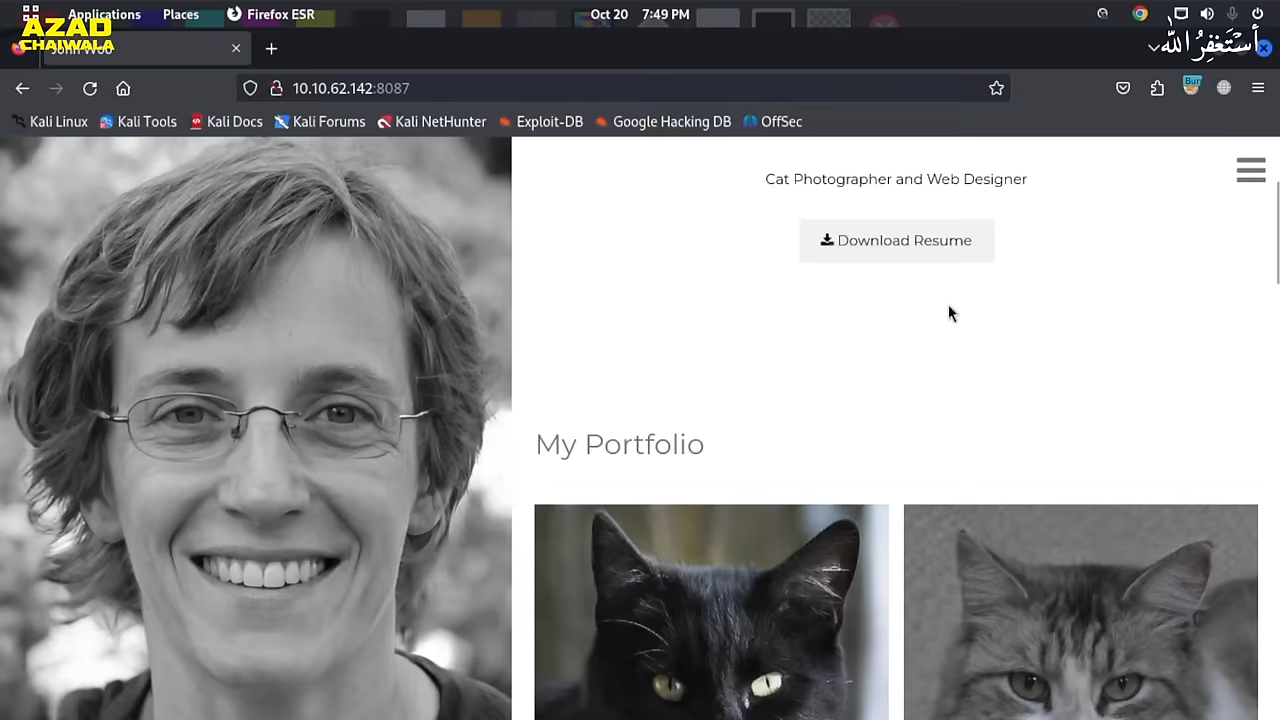 Applications Places Firefox ESR Oct 20 7:49 PM
AZAD
CHAIWALA
أستغفر الله
10.10.62.142:8087
Kali Linux Kali Tools Kali Docs Kali Forums Kali NetHunter Exploit-DB Google Hacking DB OffSec
Cat Photographer and Web Designer
Download Resume
My Portfolio